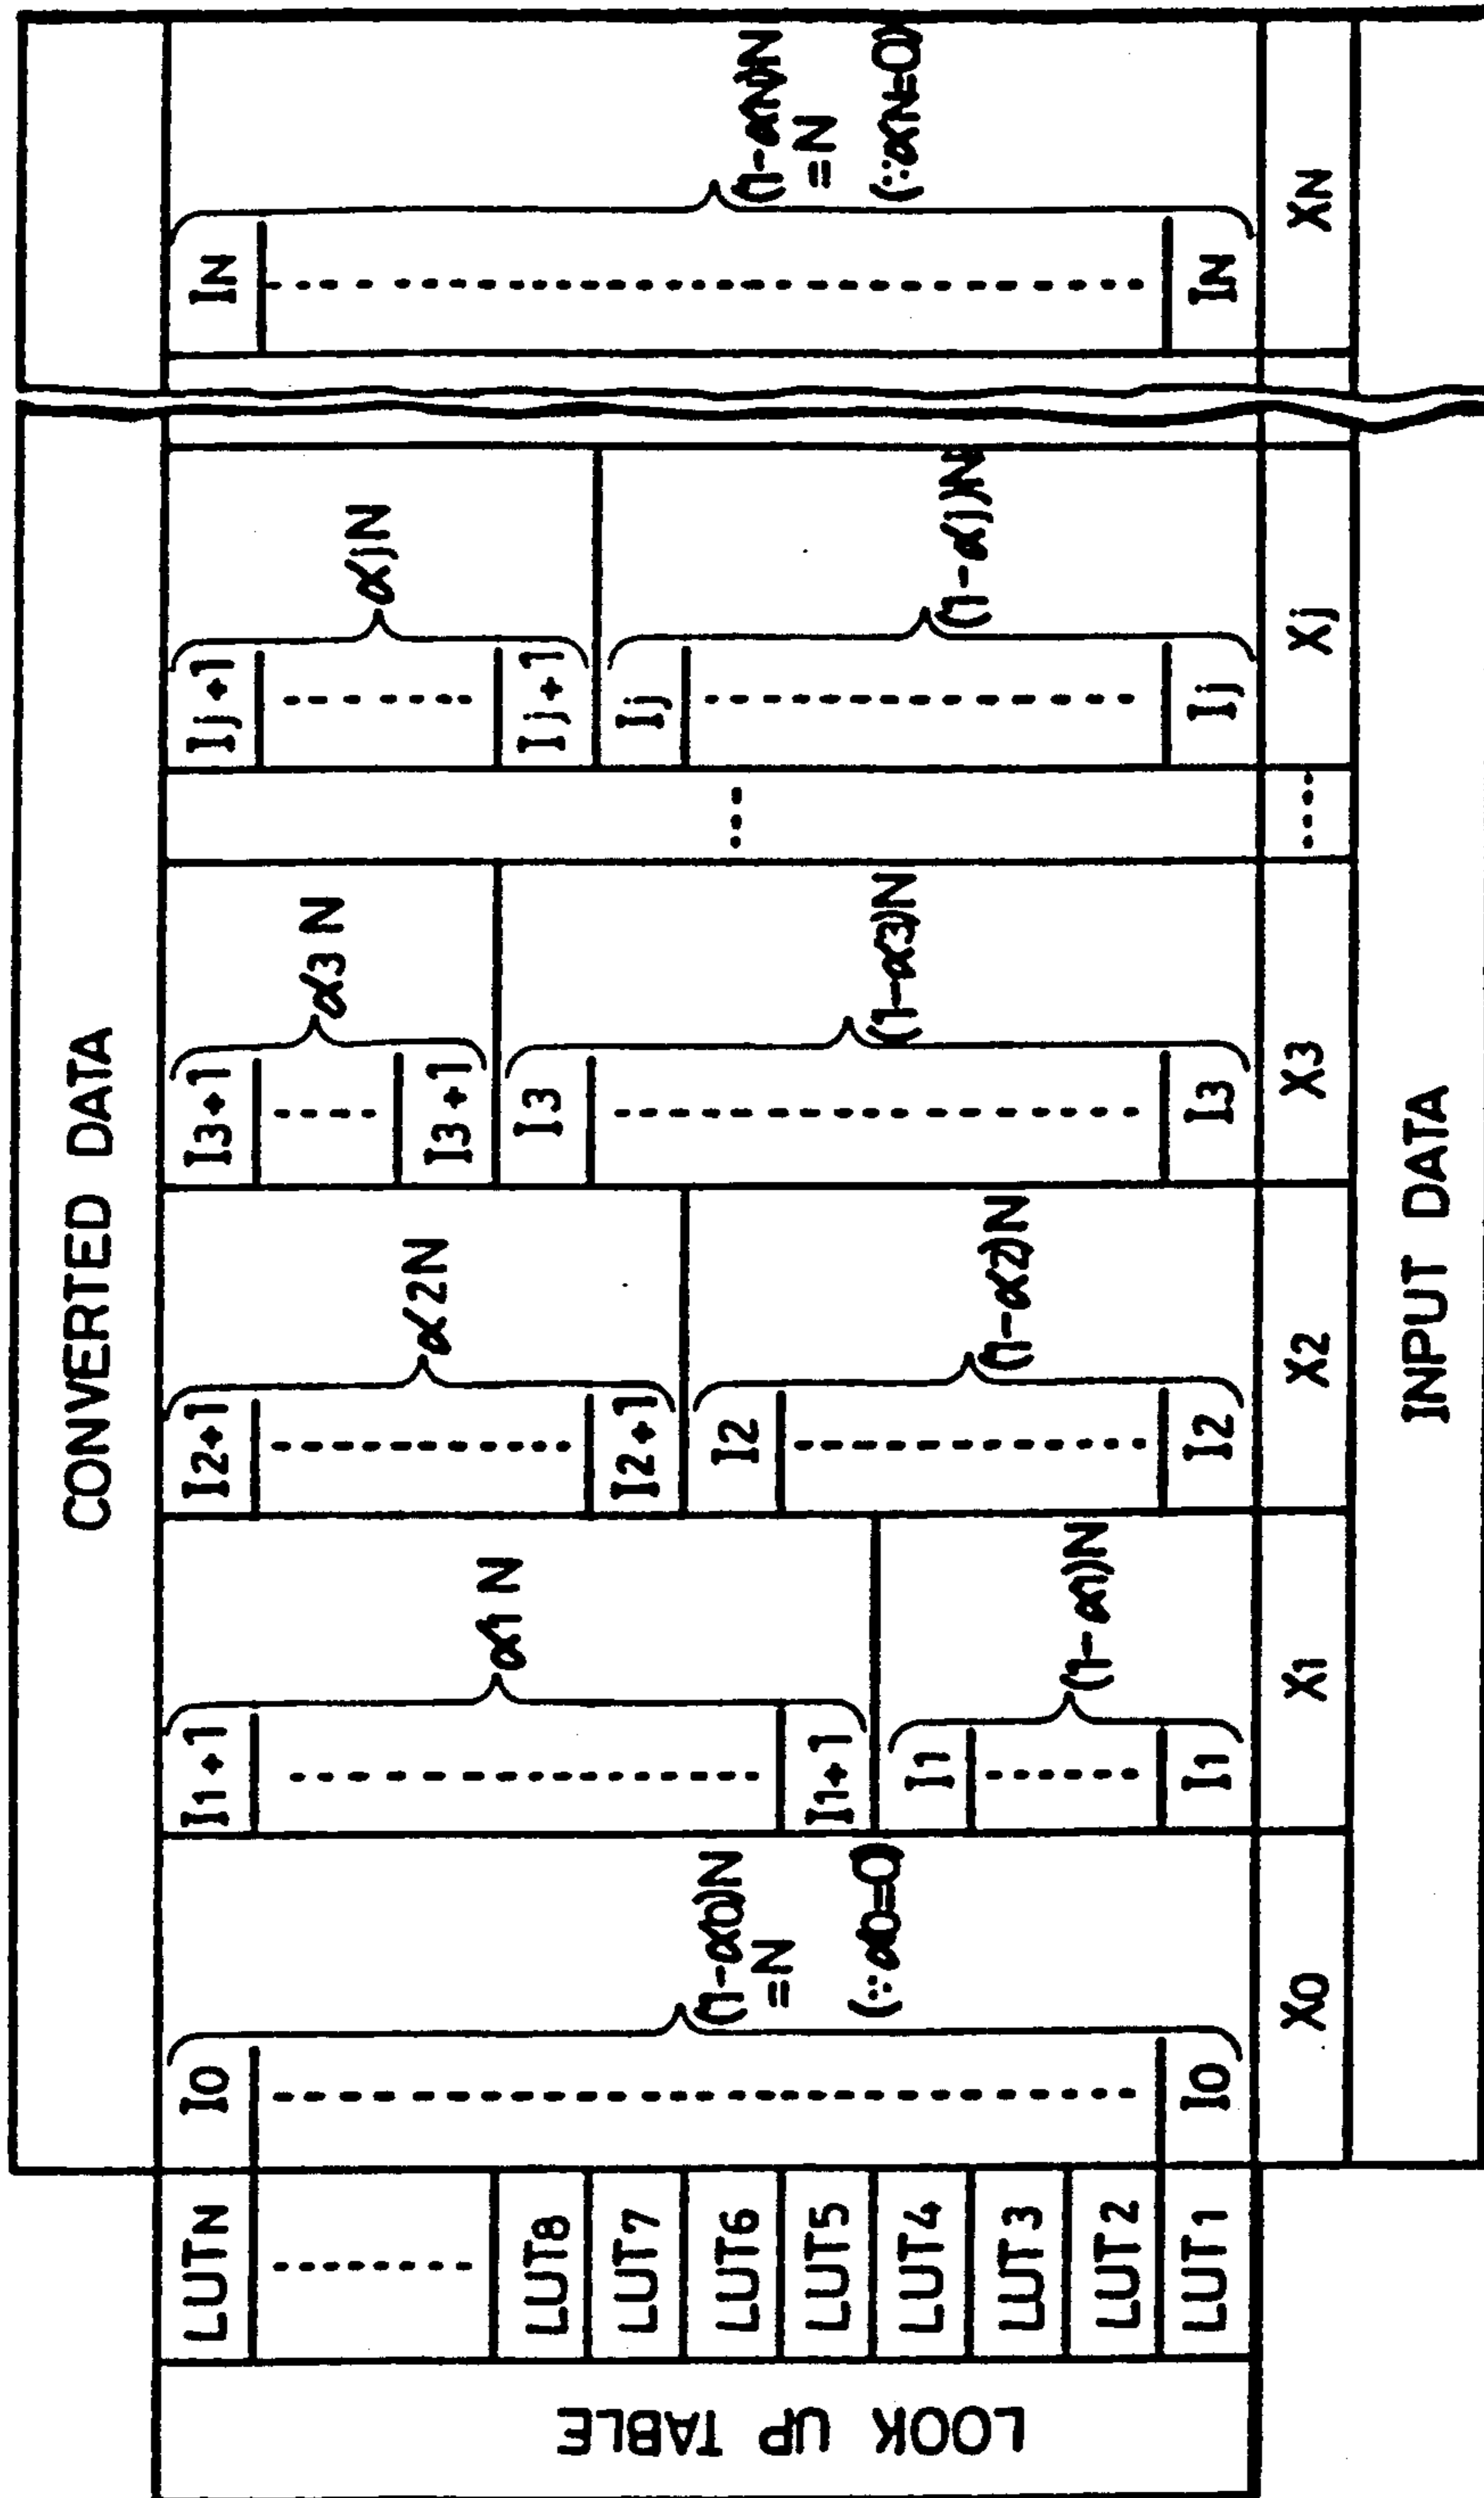 CONVERTED DATA
LOOK UP TABLE
LUTN
LUT8
LUT7
LUT6
LUT5
LUT4
LUT3
LUT2
LUT1
I0
I0
(1-α0)N
=N
(∵α0=0)
I1+1
I1+1
α1N
I1
I1
(1-α1)N
I2+1
I2+1
α2N
I2
I2
(1-α2)N
I3+1
I3+1
α3N
I3
I3
(1-α3)N
Ij+1
Ij+1
αjN
Ij
Ij
(1-αj)N
IN
IN
(1-αN)N
=N
(∵αN=0)
X0
X1
X2
X3
Xj
XN
INPUT DATA